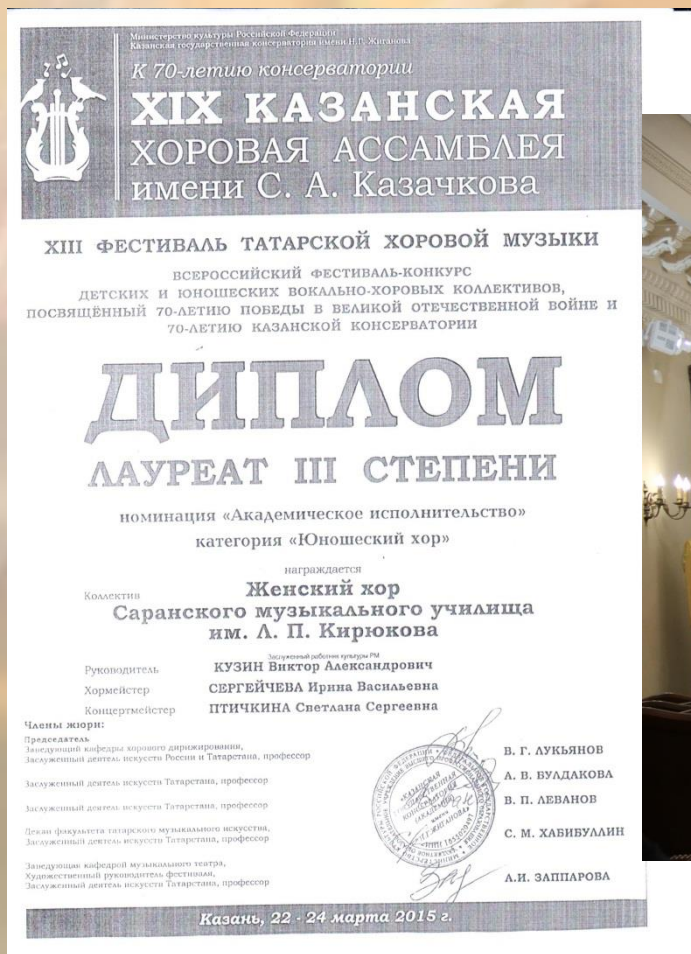 Министерство культуры Российской Федерации
Казанская государственная консерватория имени Н.Г. Жиганова
К 70-летию консерватории
XIX КАЗАНСКАЯ
ХОРОВАЯ АССАМБЛЕЯ
имени С. А. Казачкова
XIII ФЕСТИВАЛЬ ТАТАРСКОЙ ХОРОВОЙ МУЗЫКИ
ВСЕРОССИЙСКИЙ ФЕСТИВАЛЬ-КОНКУРС
ДЕТСКИХ И ЮНОШЕСКИХ ВОКАЛЬНО-ХОРОВЫХ КОЛЛЕКТИВОВ,
ПОСВЯЩЁННЫЙ 70-ЛЕТИЮ ПОБЕДЫ В ВЕЛИКОЙ ОТЕЧЕСТВЕННОЙ ВОЙНЕ И
70-ЛЕТИЮ КАЗАНСКОЙ КОНСЕРВАТОРИИ
ДИПЛОМ
ЛАУРЕАТ III СТЕПЕНИ
номинация «Академическое исполнительство»
категория «Юношеский хор»
награждается
Коллектив Женский хор
Саранского музыкального училища
им. Л. П. Кирюкова
Заслуженный работник культуры РМ
Руководитель КУЗИН Виктор Александрович
Хормейстер СЕРГЕЙЧЕВА Ирина Васильевна
Концертмейстер ПТИЧКИНА Светлана Сергеевна
Члены жюри:
Председатель
Заведующий кафедры хорового дирижирования,
Заслуженный деятель искусств России и Татарстана, профессор В. Г. ЛУКЬЯНОВ
Заслуженный деятель искусств Татарстана, профессор А. В. БУЛДАКОВА
Заслуженный деятель искусств Татарстана, профессор В. П. ЛЕВАНОВ
Декан факультета татарского музыкального искусства,
Заслуженный деятель искусств Татарстана, профессор С. М. ХАБИБУЛЛИН
Заведующая кафедрой музыкального театра,
Художественный руководитель фестиваля,
Заслуженный деятель искусств Татарстана, профессор А.И. ЗАППАРОВА
Казань, 22 - 24 марта 2015 г.